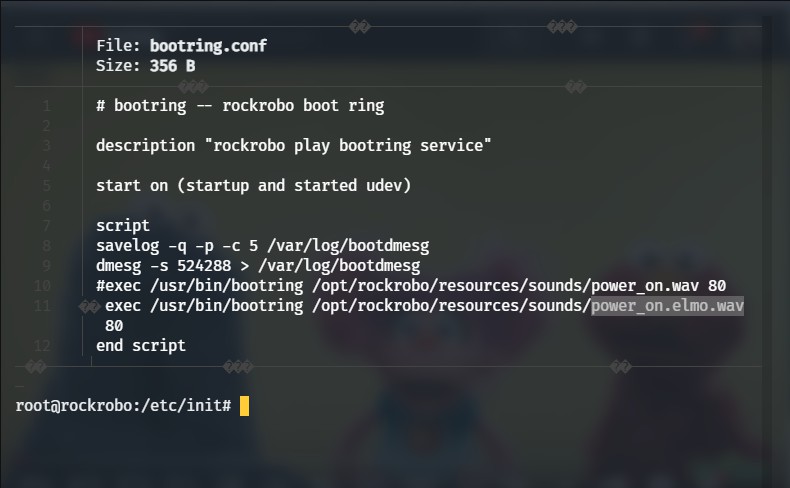 File: bootring.conf
Size: 356 B
1 # bootring -- rockrobo boot ring
2
3 description "rockrobo play bootring service"
4
5 start on (startup and started udev)
6
7 script
8 savelog -q -p -c 5 /var/log/bootdmesg
9 dmesg -s 524288 > /var/log/bootdmesg
10 #exec /usr/bin/bootring /opt/rockrobo/resources/sounds/power_on.wav 80
11 exec /usr/bin/bootring /opt/rockrobo/resources/sounds/power_on.elmo.wav
80
12 end script
root@rockrobo:/etc/init#